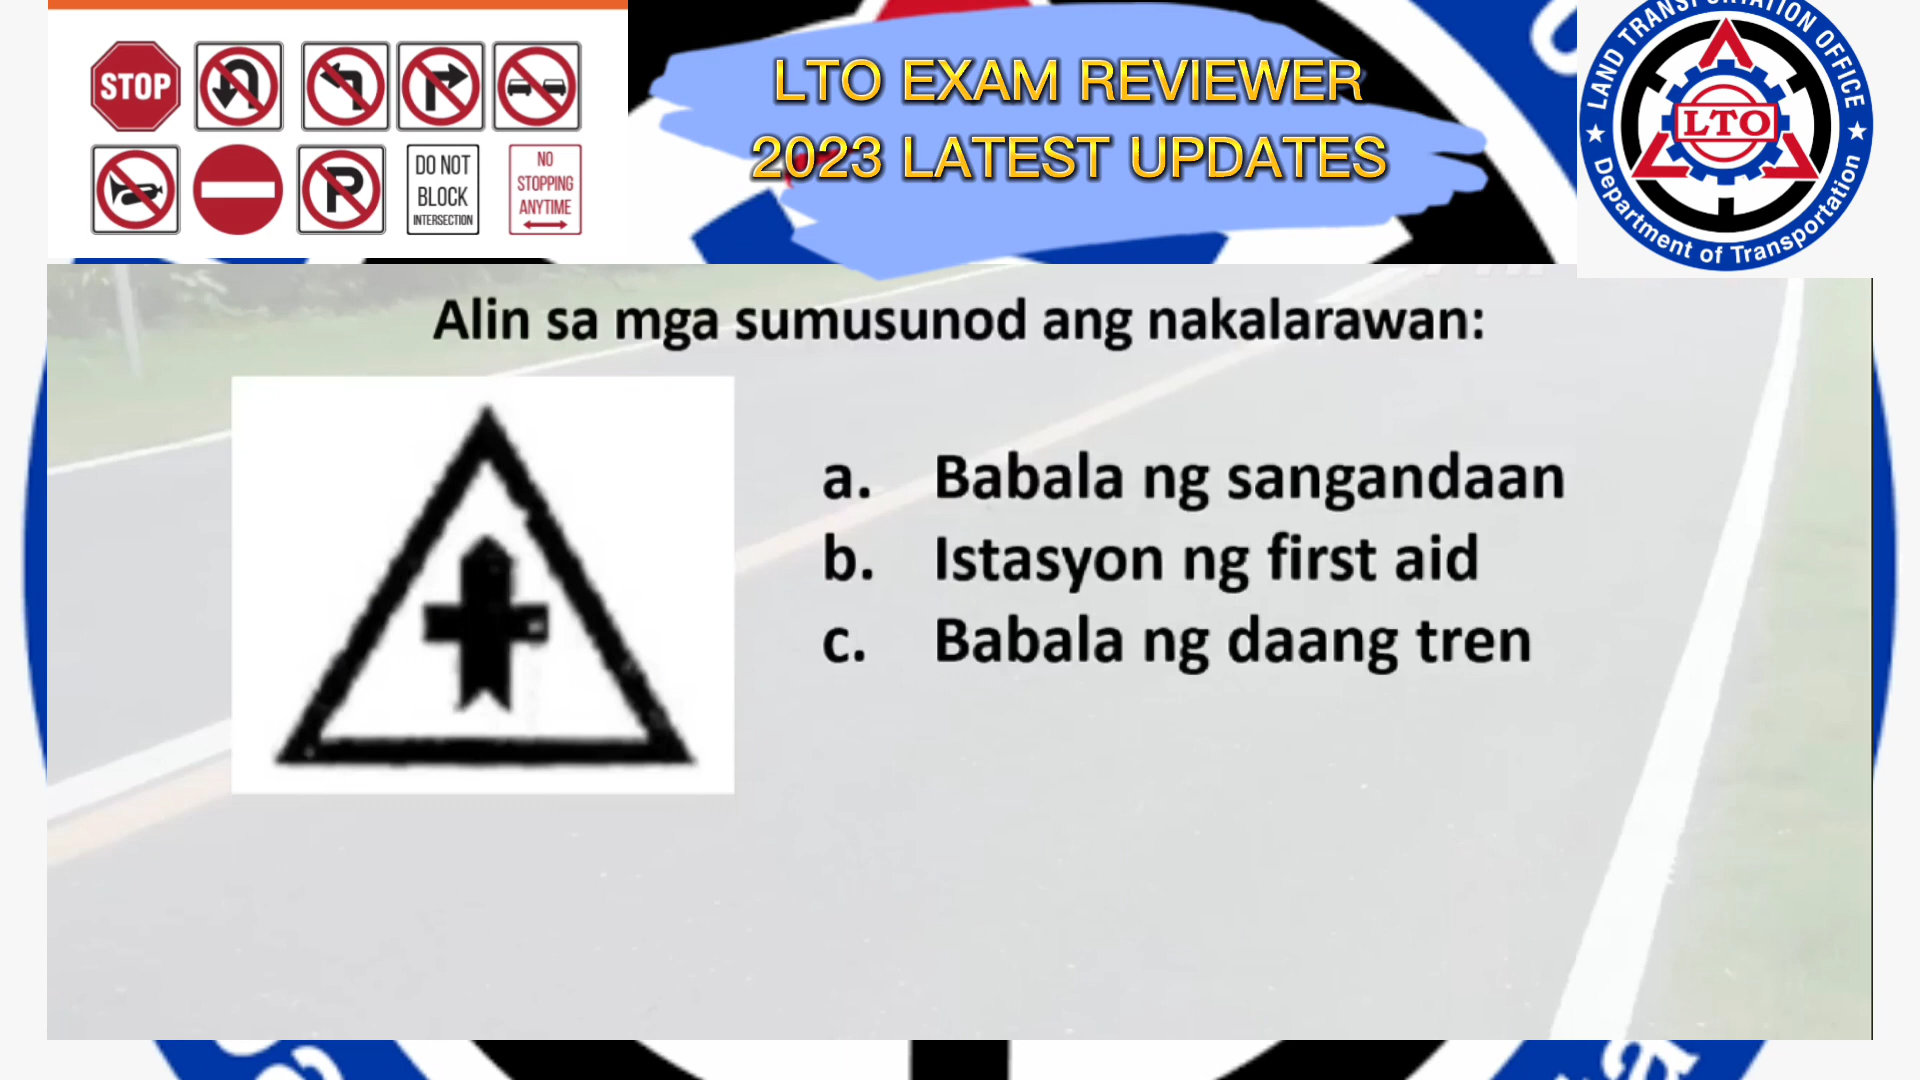 STOP
DO NOT
BLOCK
INTERSECTION
NO
STOPPING
ANYTIME
LTO EXAM REVIEWER
2023 LATEST UPDATES
LAND TRANSPORTATION OFFICE
LTO
Department of Transportation
Alin sa mga sumusunod ang nakalarawan:
a. Babala ng sangandaan
b. Istasyon ng first aid
c. Babala ng daang tren